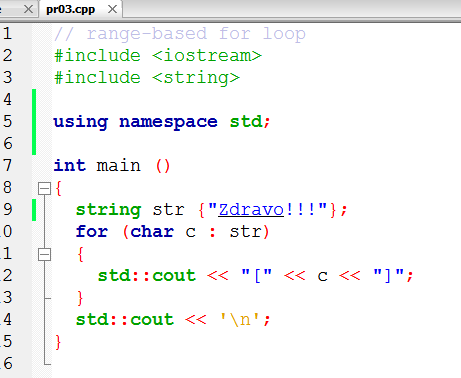 pr03.cpp
1 // range-based for loop
2 #include <iostream>
3 #include <string>
4
5 using namespace std;
6
7 int main ()
8 {
9 string str {"Zdravo!!!"};
0 for (char c : str)
1 {
2 std::cout << "[" << c << "]";
3 }
4 std::cout << '\n';
5 }
6